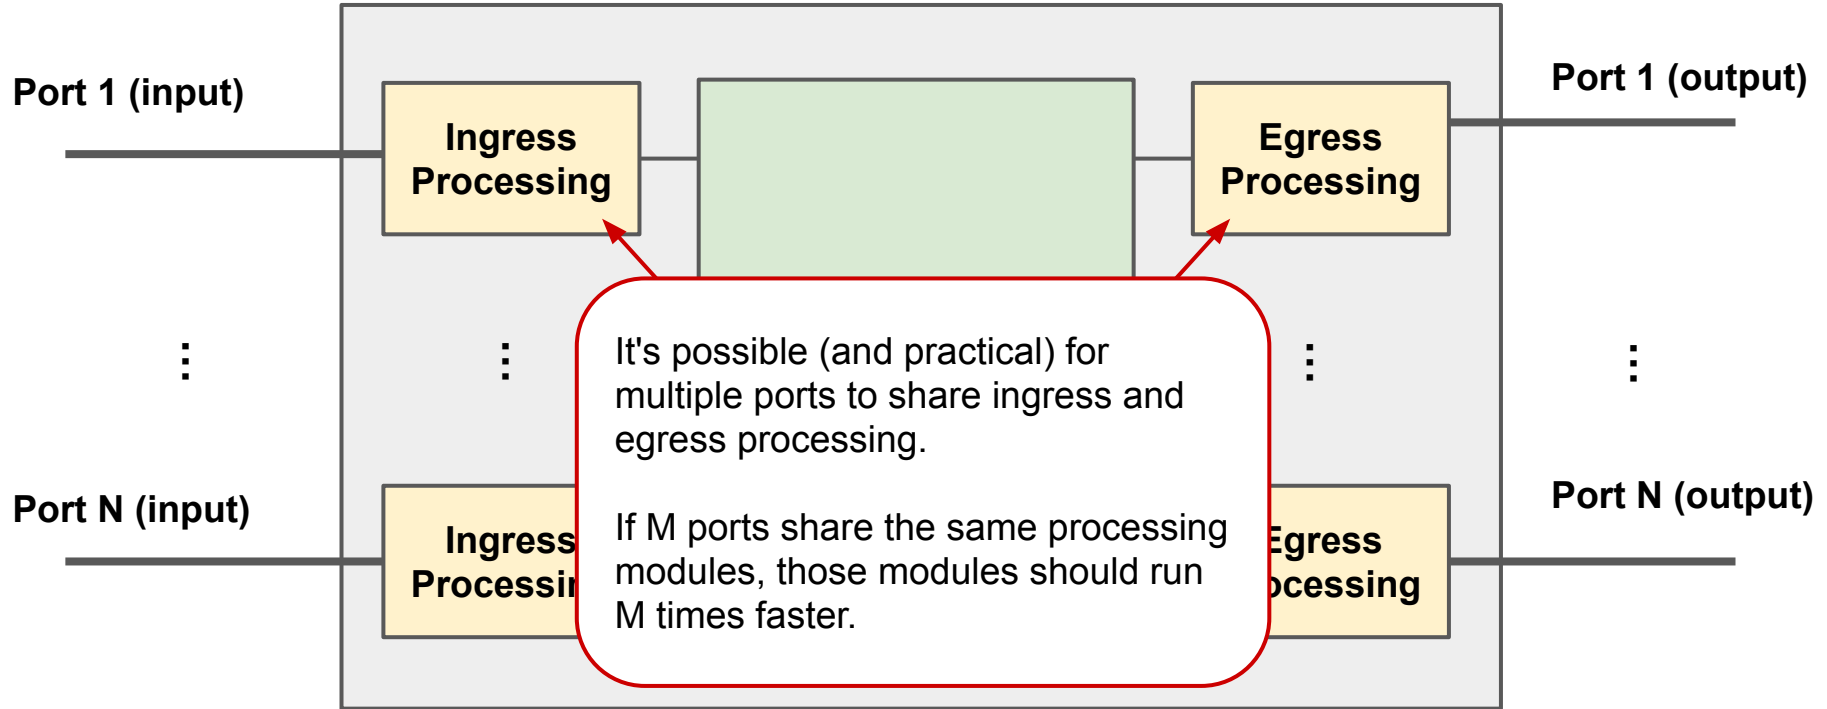 Port 1 (input)
Port 1 (output)
Ingress
Processing
Egress
Processing
It's possible (and practical) for
multiple ports to share ingress and
egress processing.
If M ports share the same processing
modules, those modules should run
M times faster.
Port N (input)
Port N (output)
Ingress
Processin
Egress
ocessing